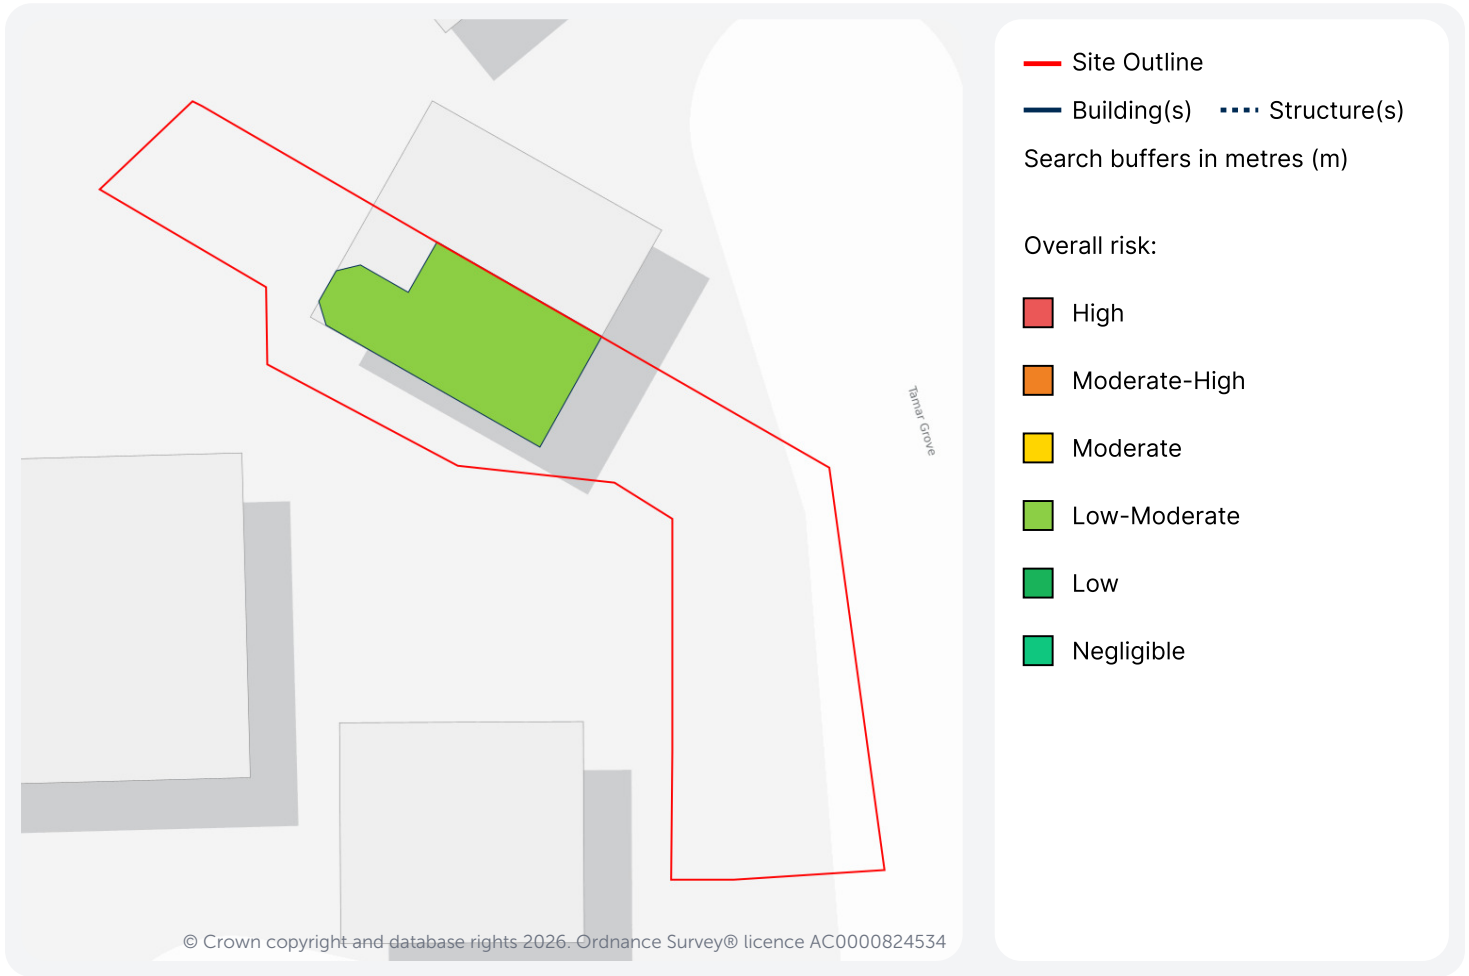 Site Outline
Building(s) Structure(s)
Search buffers in metres (m)
Overall risk:
High
Moderate-High
Moderate
Low-Moderate
Low
Negligible
Tamar Grove
© Crown copyright and database rights 2026. Ordnance Survey® licence AC0000824534